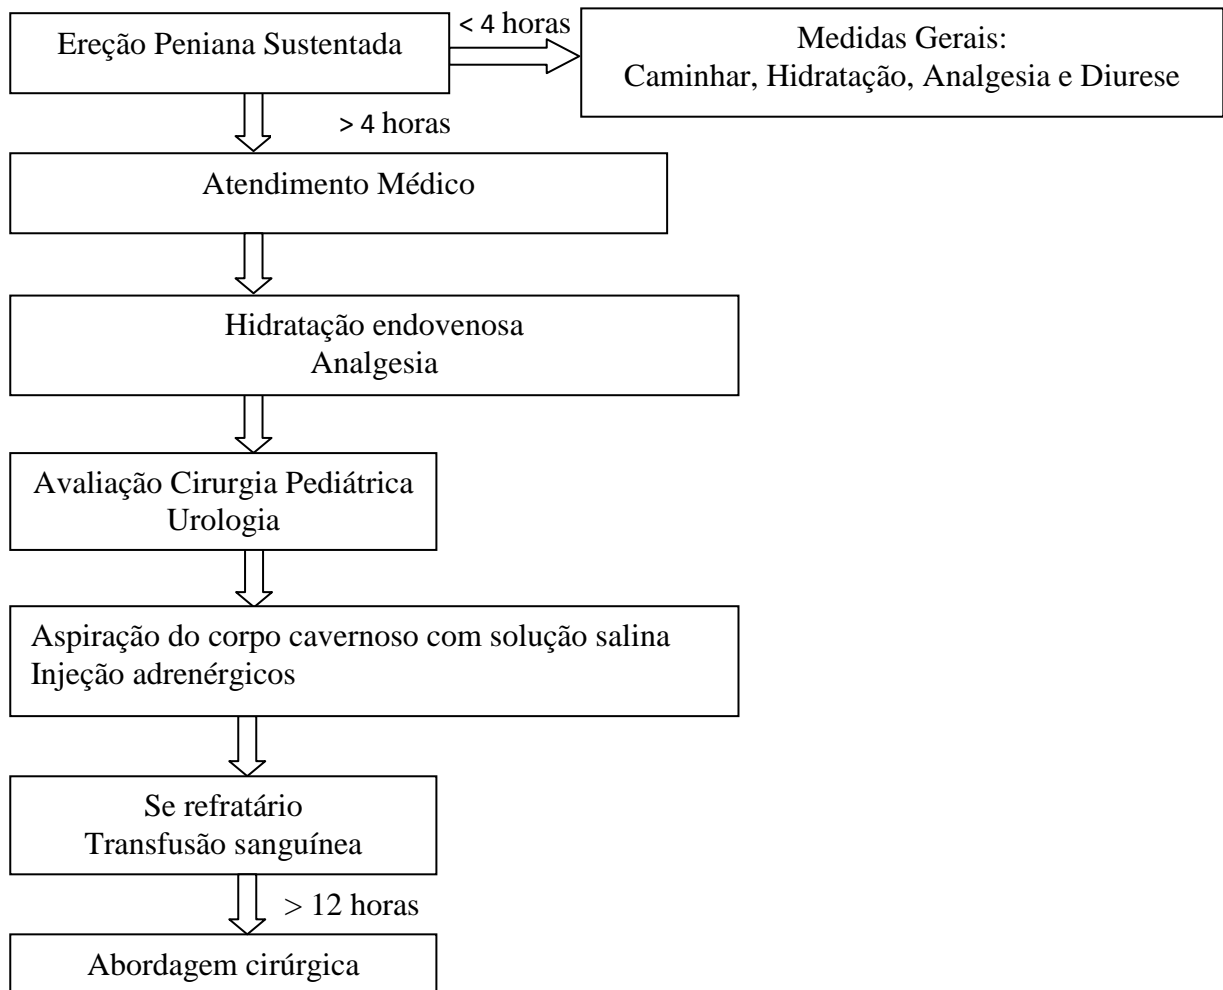 Ereção Peniana Sustentada
< 4 horas
Medidas Gerais:
Caminhar, Hidratação, Analgesia e Diurese
> 4 horas
Atendimento Médico
Hidratação endovenosa
Analgesia
Avaliação Cirurgia Pediátrica
Urologia
Aspiração do corpo cavernoso com solução salina
Injeção adrenérgicos
Se refratário
Transfusão sanguínea
> 12 horas
Abordagem cirúrgica